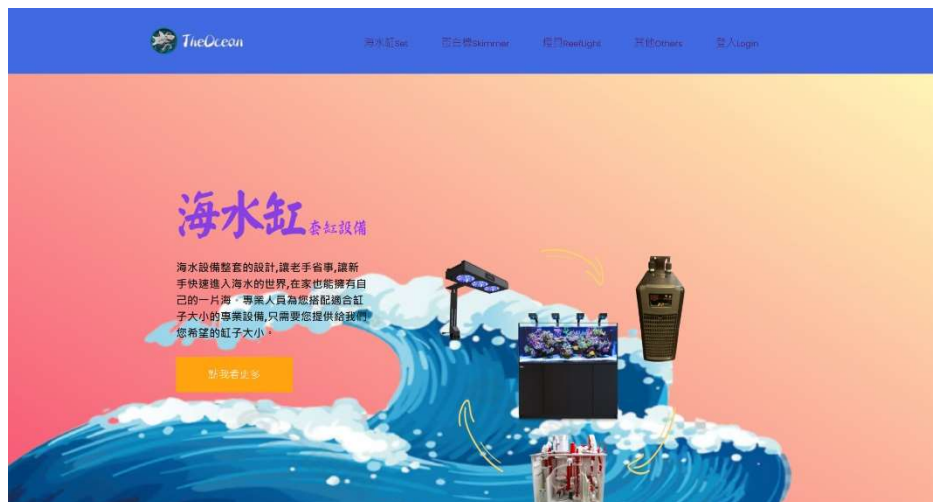 TheOcean
海水缸Set
蛋白機Skimmer
燈具ReefLight
其他Others
登入Login
海水缸套缸設備
海水設備整套的設計,讓老手省事,讓新
手快速進入海水的世界,在家也能擁有自
己的一片海。專業人員為您搭配適合缸
子大小的專業設備,只需要您提供給我們
您希望的缸子大小。
點我看更多